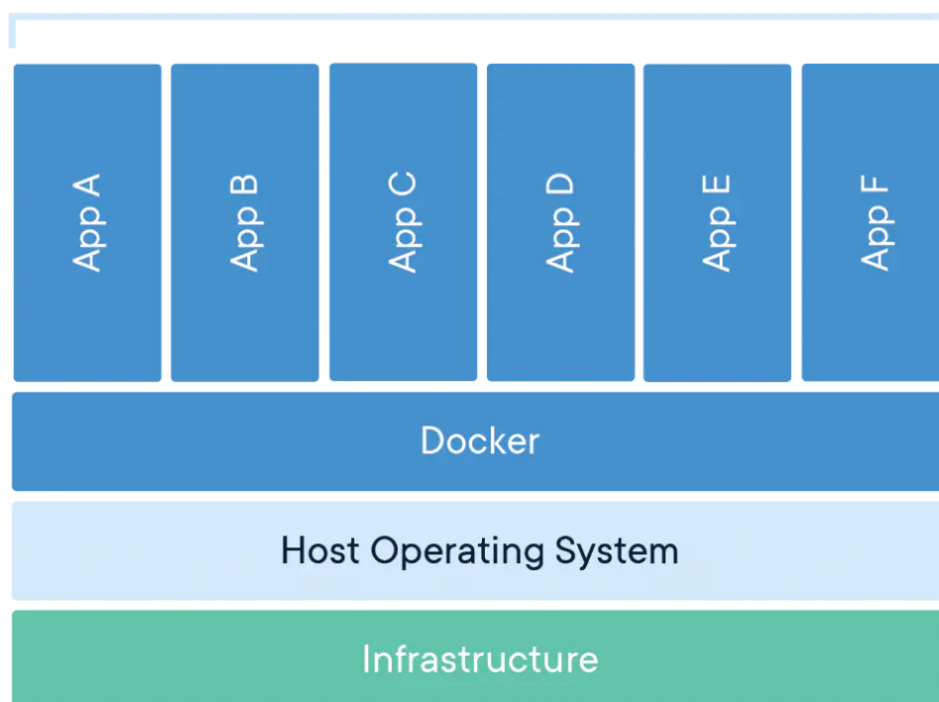 App A
App B
App C
App D
App E
App F
Docker
Host Operating System
Infrastructure